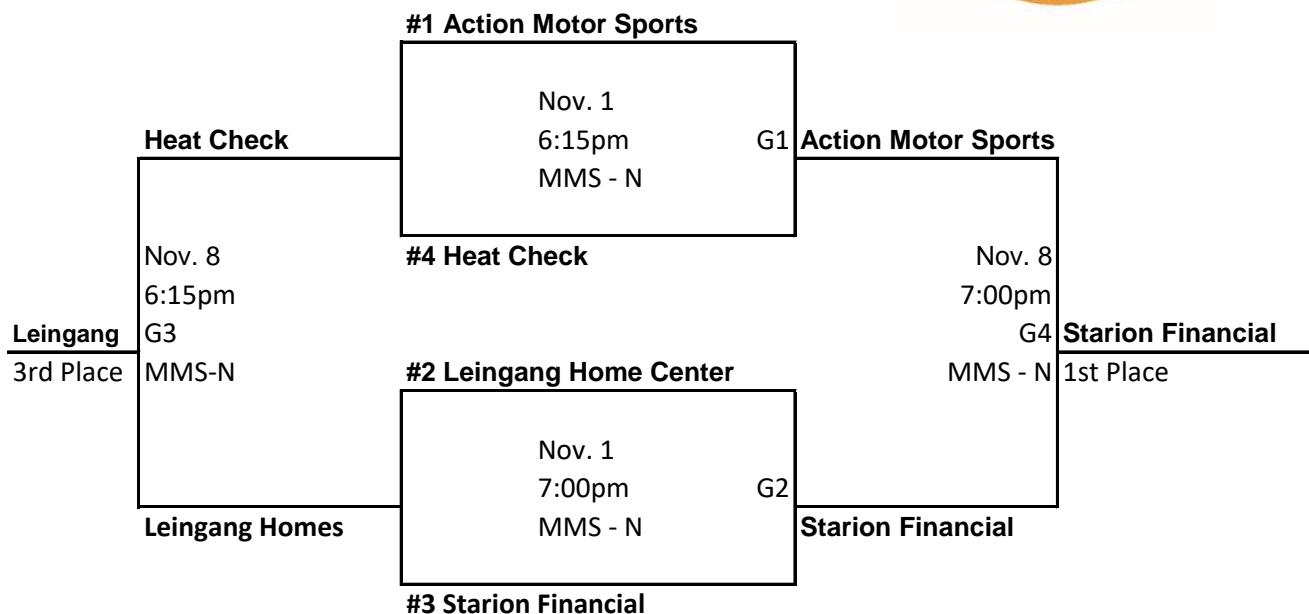 #1 Action Motor Sports
Nov. 1
Heat Check
6:15pm
G1
Action Motor Sports
MMS - N
Nov. 8
#4 Heat Check
Nov. 8
6:15pm
7:00pm
Leingang
G3
G4
Starion Financial
3rd Place
MMS-N
#2 Leingang Home Center
MMS - N
1st Place
Nov. 1
7:00pm
G2
Leingang Homes
MMS - N
Starion Financial
#3 Starion Financial